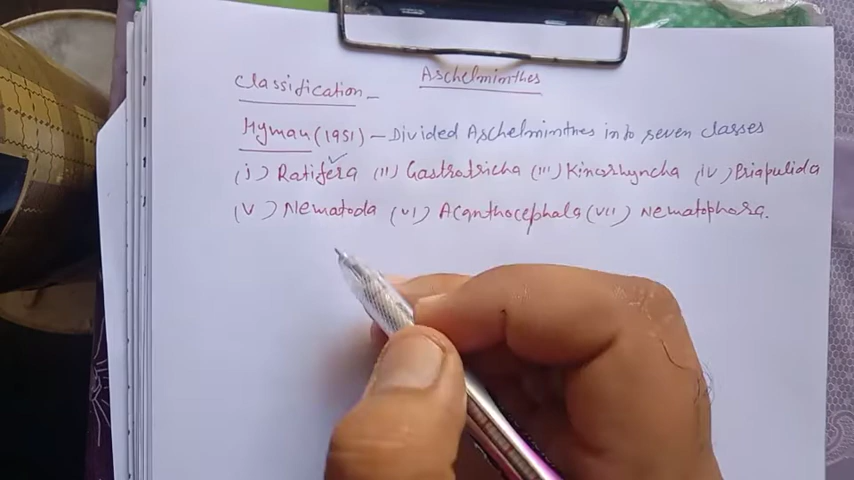 Aschelminthes
Classification -
Hyman (1951) - Divided Aschelminthes into seven classes
(i) Ratifera (ii) Gastrotricha (iii) Kinorhyncha (iv) Priapulida
(v) Nematoda (vi) Acanthocephala (vii) Nematophora.